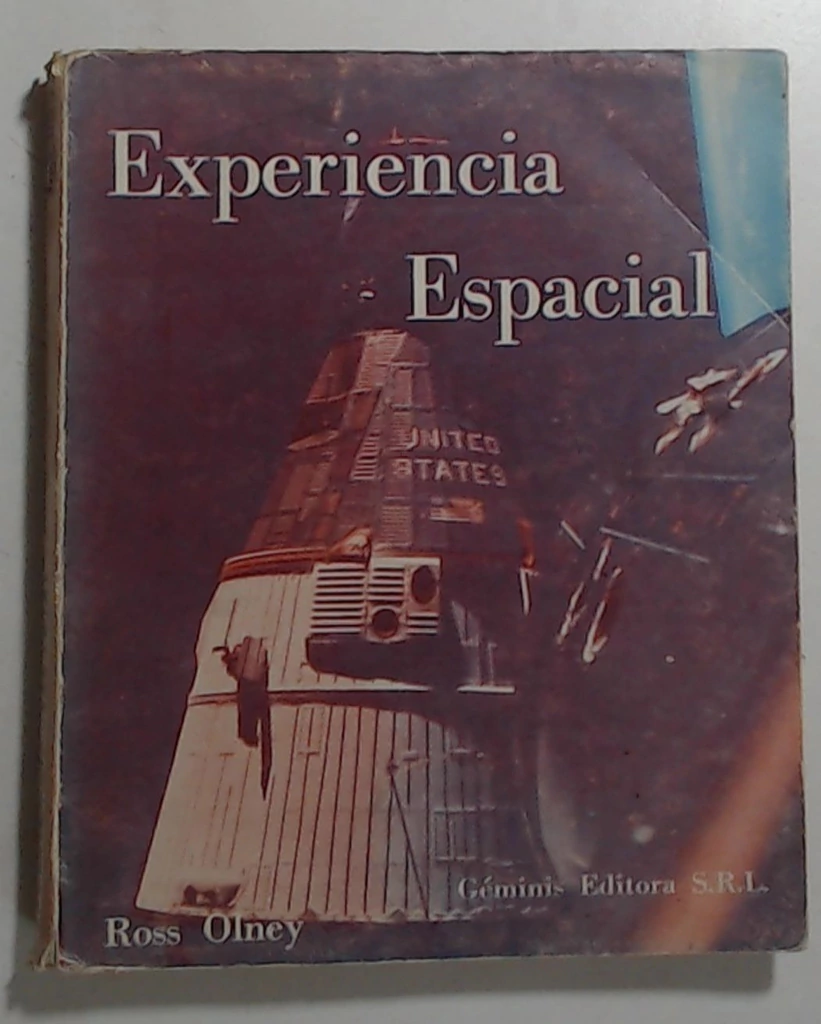 Experiencia
Espacial
UNITED
STATES
Géminis Editora S.R.L.
Ross Olney